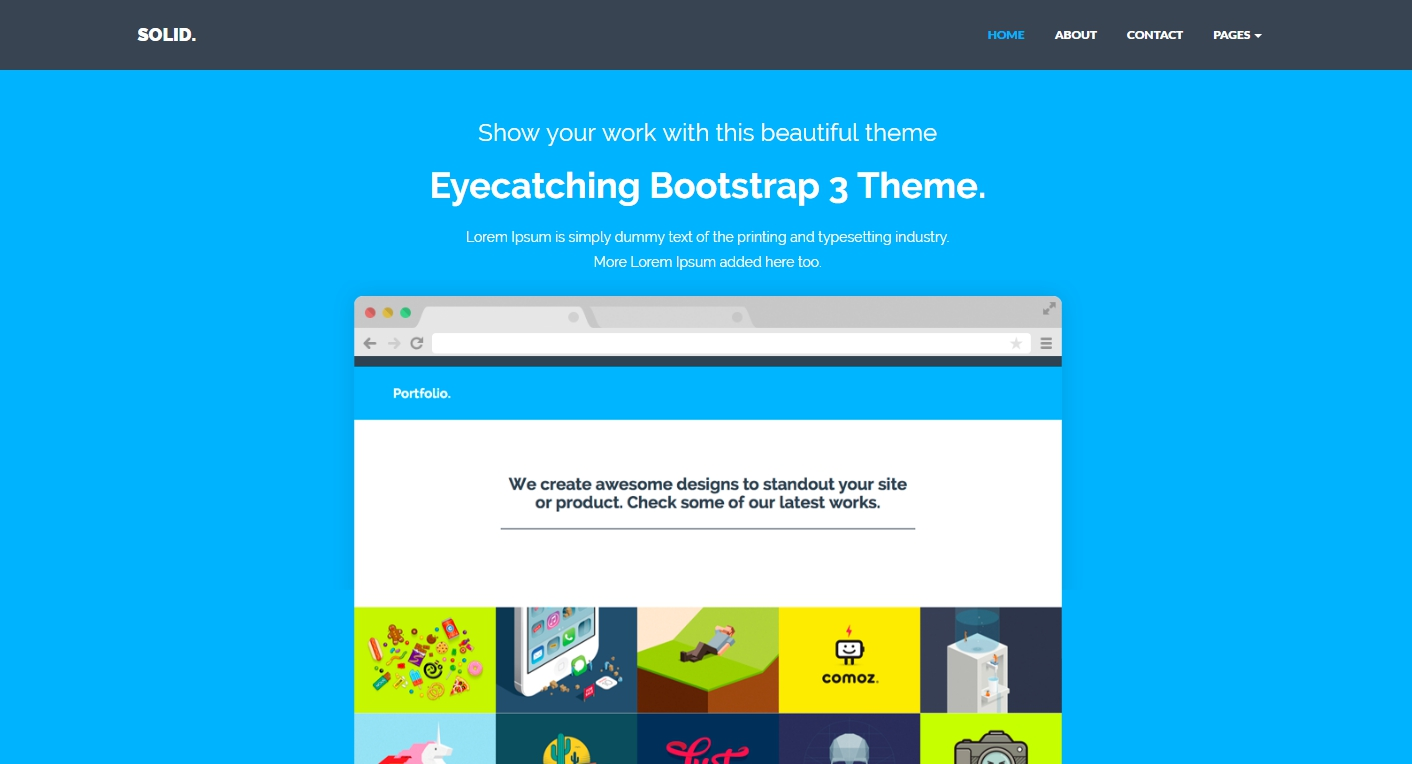 SOLID.
HOME ABOUT CONTACT PAGES
Show your work with this beautiful theme
Eyecatching Bootstrap 3 Theme.
Lorem Ipsum is simply dummy text of the printing and typesetting industry.
More Lorem Ipsum added here too.
Portfolio.
We create awesome designs to standout your site
or product. Check some of our latest works.
comoz.
Just